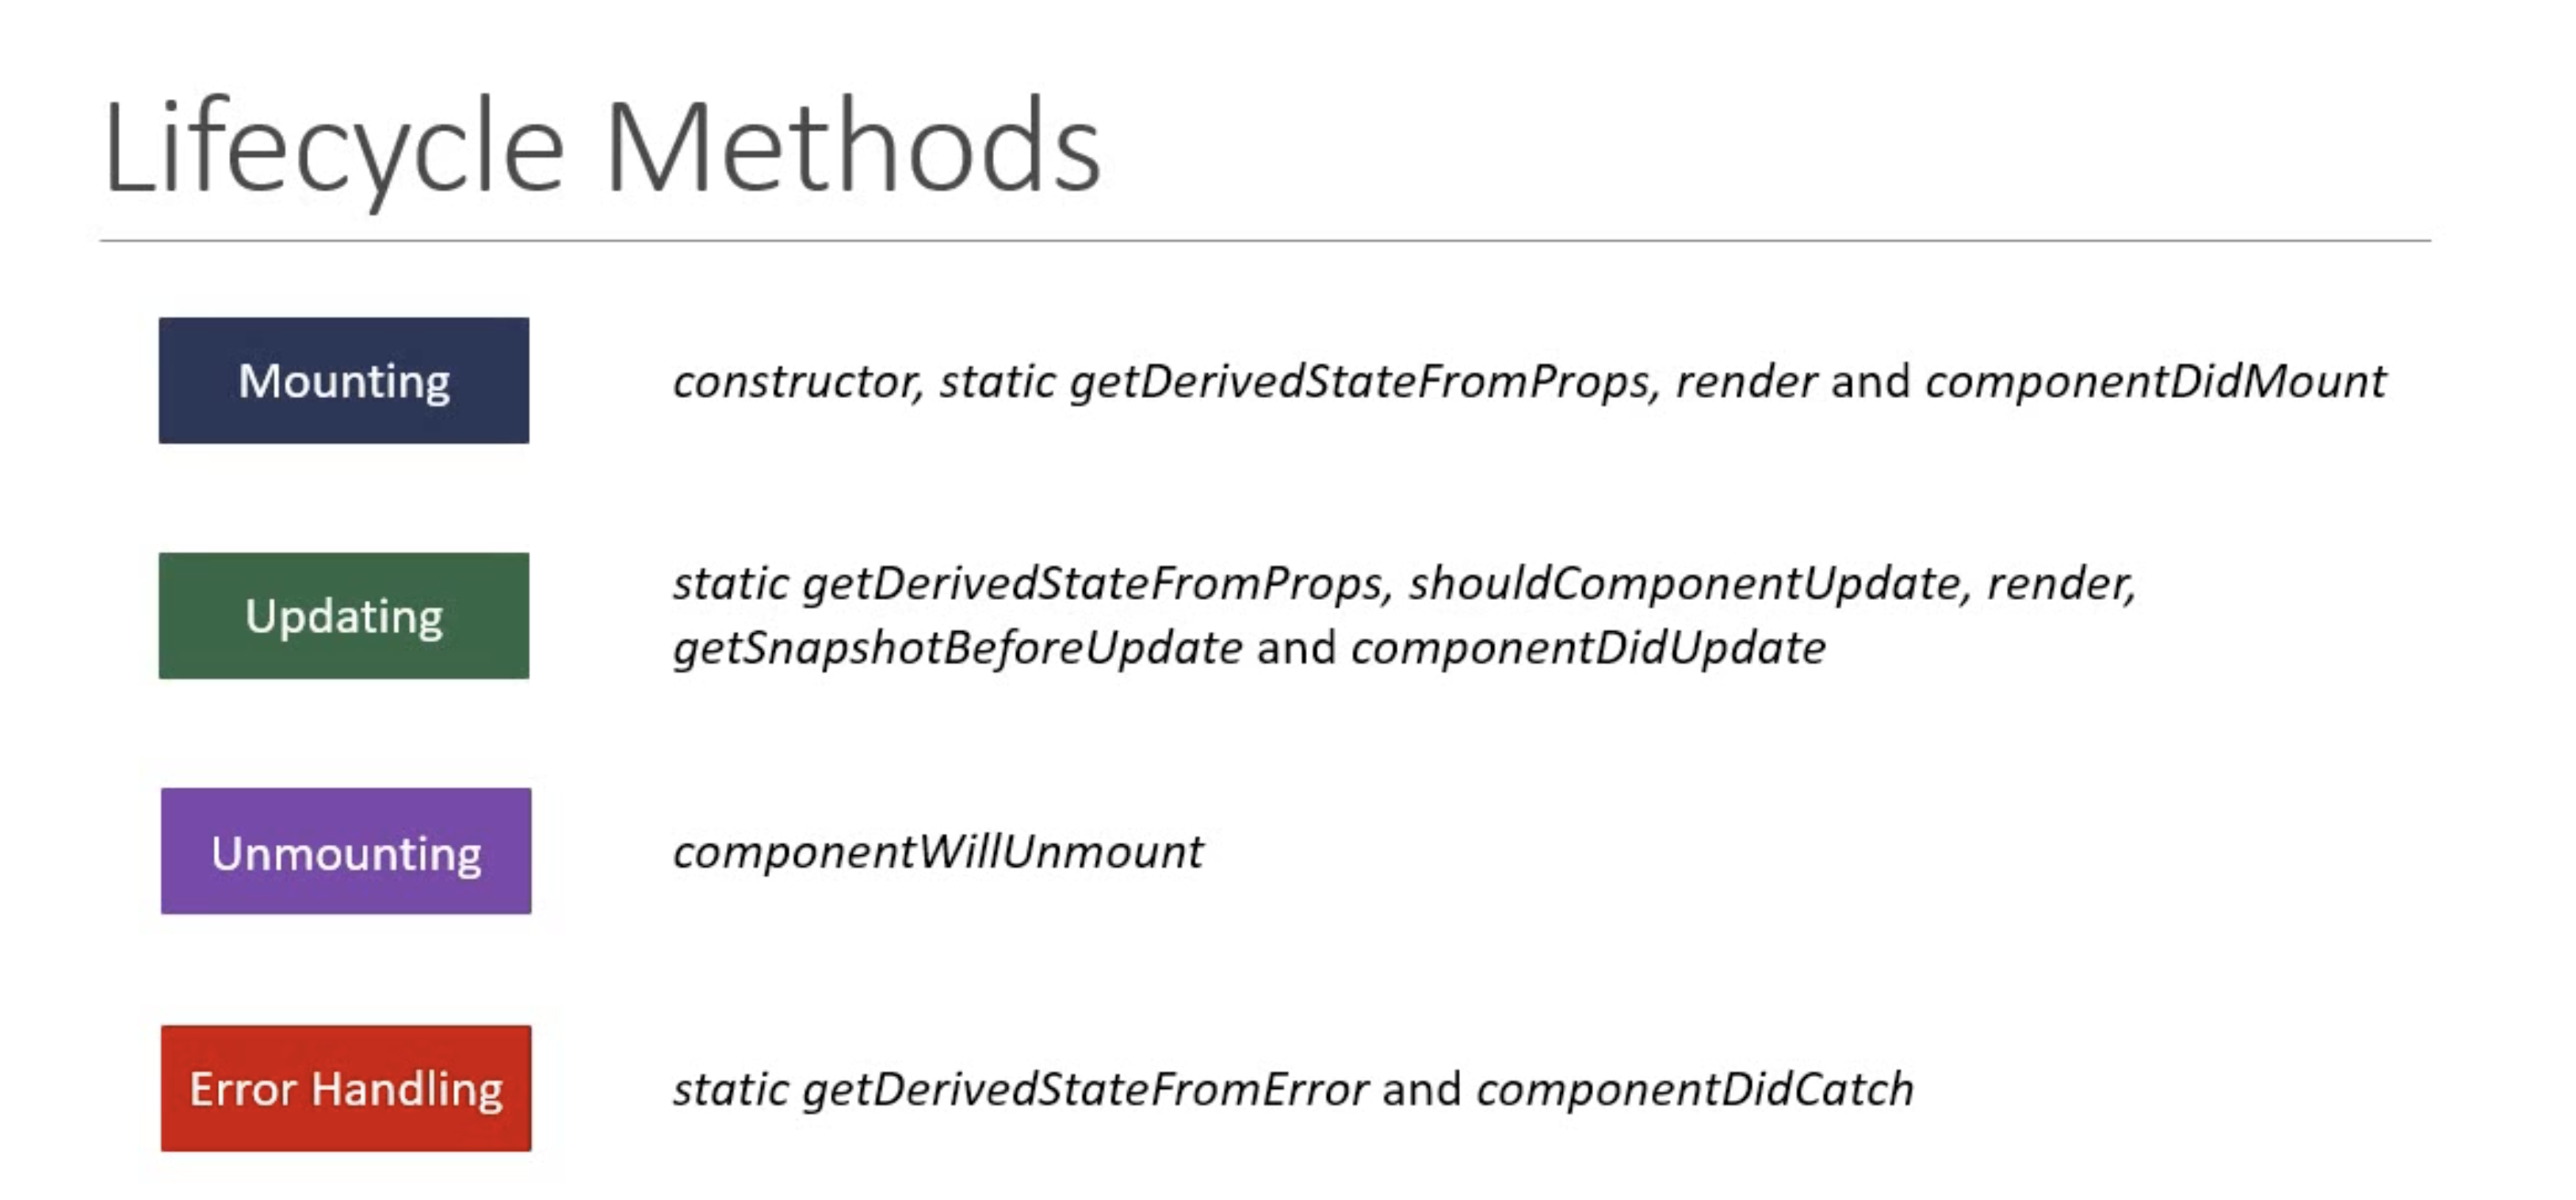 Lifecycle Methods
Mounting
constructor, static getDerivedStateFromProps, render and componentDidMount
Updating
static getDerivedStateFromProps, shouldComponentUpdate, render,
getSnapshotBeforeUpdate and componentDidUpdate
Unmounting
componentWillUnmount
Error Handling
static getDerivedStateFromError and componentDidCatch